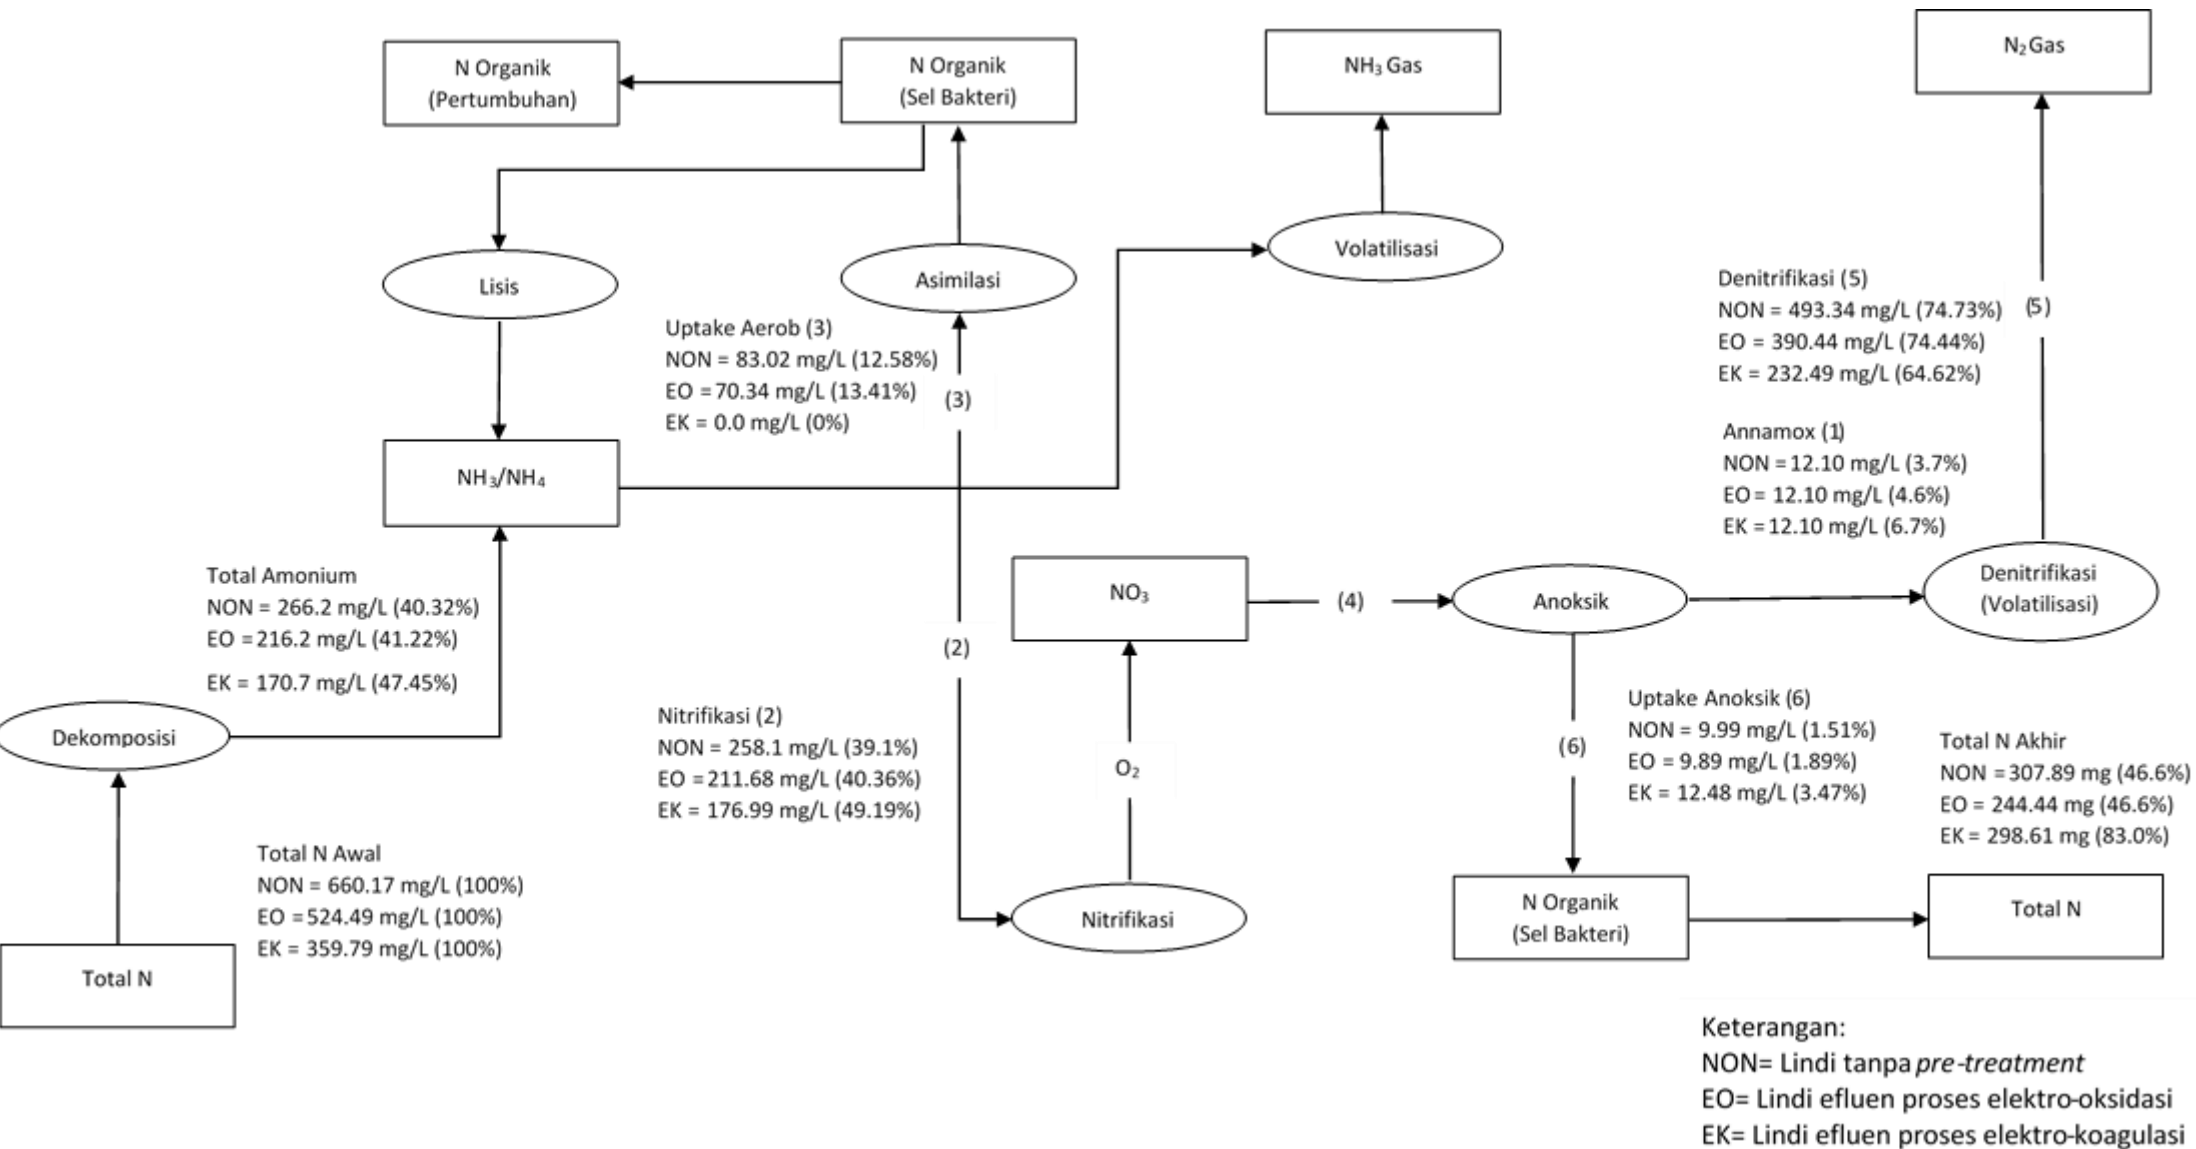 N Organik
(Pertumbuhan)
N Organik
(Sel Bakteri)
NH₃ Gas
N₂ Gas
Lisis
Asimilasi
Volatilisasi
Uptake Aerob (3)
NON = 83.02 mg/L (12.58%)
EO =70.34 mg/L (13.41%)
EK = 0.0 mg/L (0%)
(3)
Denitrifikasi (5)
NON = 493.34 mg/L (74.73%)
EO = 390.44 mg/L (74.44%)
EK = 232.49 mg/L (64.62%)
(5)
Annamox (1)
NON =12.10 mg/L (3.7%)
EO = 12.10 mg/L (4.6%)
EK =12.10 mg/L (6.7%)
NH₃/NH₄
Total Amonium
NON = 266.2 mg/L (40.32%)
EO =216.2 mg/L (41.22%)
EK = 170.7 mg/L (47.45%)
NO₃
(4)
Anoksik
Denitrifikasi
(Volatilisasi)
(2)
Dekomposisi
Nitrifikasi (2)
NON = 258.1 mg/L (39.1%)
EO =211.68 mg/L (40.36%)
EK = 176.99 mg/L (49.19%)
O₂
(6)
Uptake Anoksik (6)
NON = 9.99 mg/L (1.51%)
EO = 9.89 mg/L (1.89%)
EK = 12.48 mg/L (3.47%)
Total N Akhir
NON =307.89 mg (46.6%)
EO = 244.44 mg (46.6%)
EK = 298.61 mg (83.0%)
Total N Awal
NON = 660.17 mg/L (100%)
EO =524.49 mg/L (100%)
EK = 359.79 mg/L (100%)
Total N
Nitrifikasi
N Organik
(Sel Bakteri)
Total N
Keterangan:
NON= Lindi tanpa pre-treatment
EO= Lindi efluen proses elektro-oksidasi
EK= Lindi efluen proses elektro-koagulasi